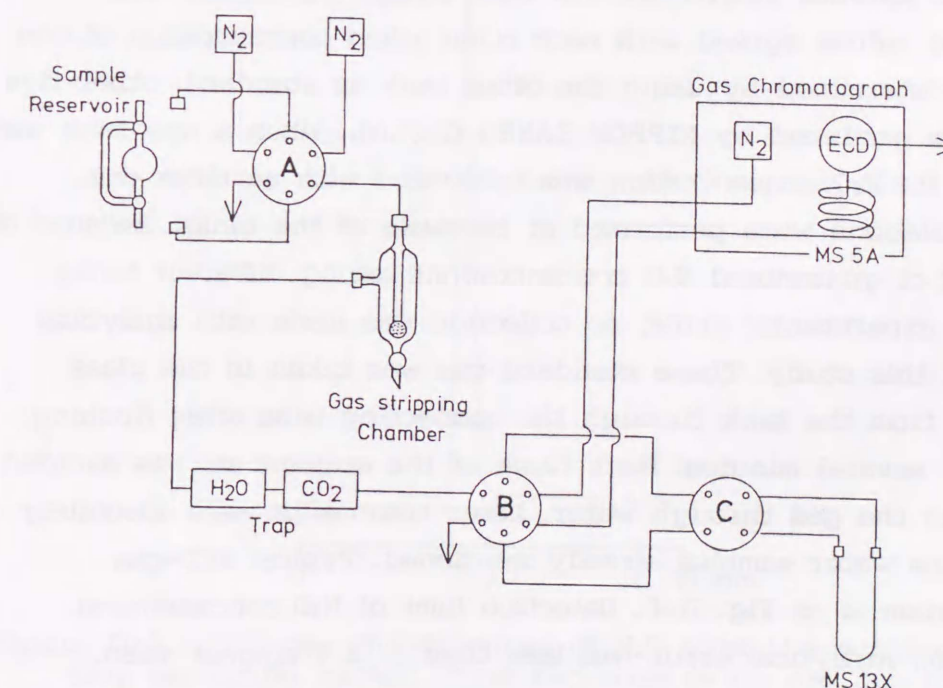 N2
N2
Sample
Reservoir
A
Gas Chromatograph
N2
ECD
MS 5A
Gas stripping
Chamber
H2O
CO2
Trap
B
C
MS 13X